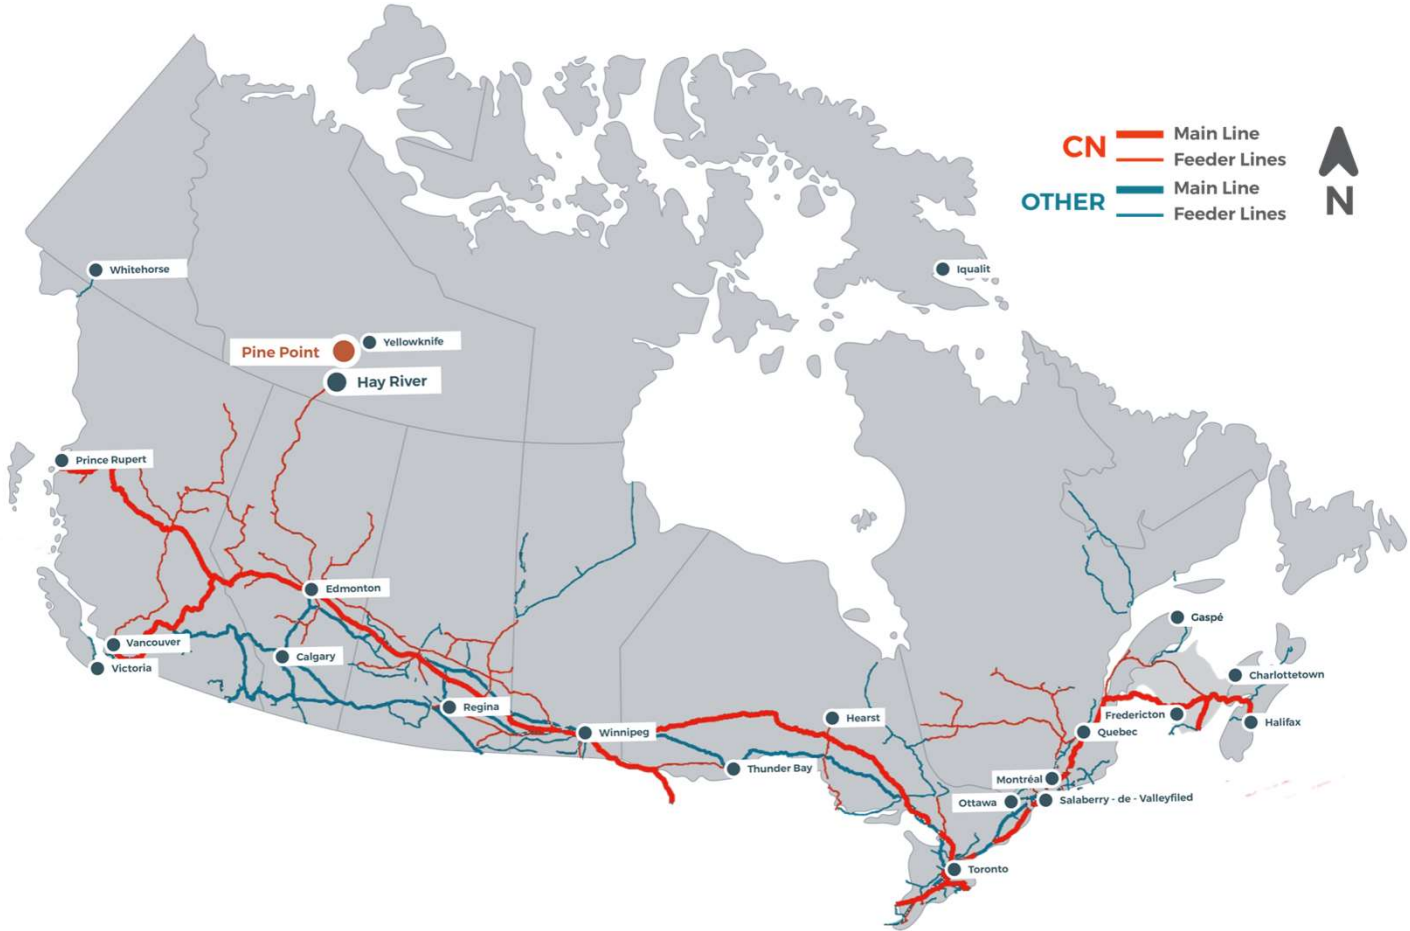 CN
Main Line
Feeder Lines
OTHER
Main Line
Feeder Lines
N
Whitehorse
Iqualit
Pine Point
Yellowknife
Hay River
Prince Rupert
Edmonton
Gaspé
Vancouver
Calgary
Victoria
Charlottetown
Regina
Fredericton
Hearst
Halifax
Winnipeg
Quebec
Thunder Bay
Montréal
Ottawa
Salaberry - de - Valleyfiled
Toronto